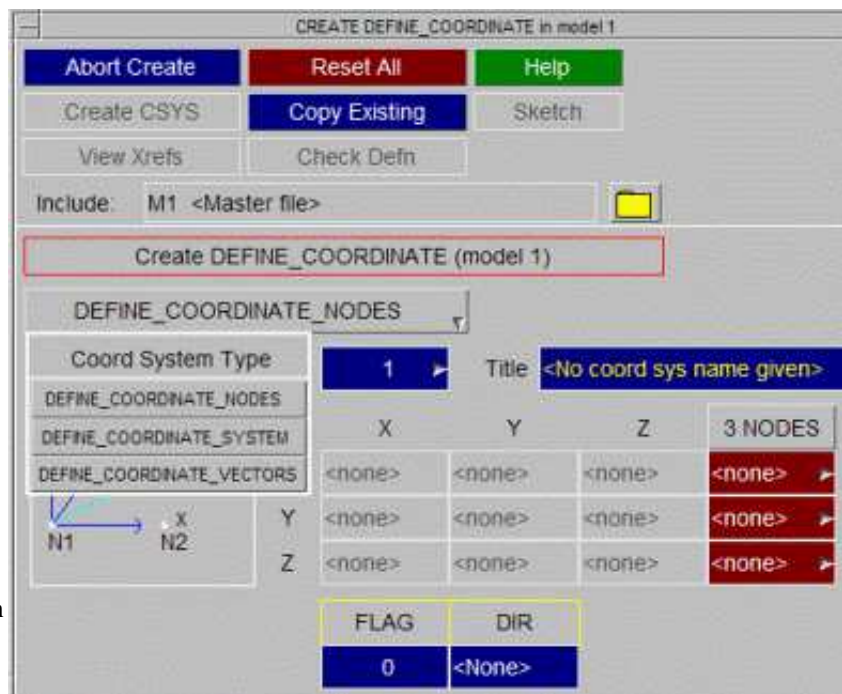 CREATE DEFINE_COORDINATE in model 1
Abort Create Reset All Help
Create CSYS Copy Existing Sketch
View Xrefs Check Defn
Include: M1 <Master file>
Create DEFINE_COORDINATE (model 1)
DEFINE_COORDINATE_NODES
Coord System Type
1 Title <No coord sys name given>
DEFINE_COORDINATE_NODES
DEFINE_COORDINATE_SYSTEM
X Y Z 3 NODES
DEFINE_COORDINATE_VECTORS
<none> <none> <none> <none>
X
N1 N2
Y <none> <none> <none> <none>
Z <none> <none> <none> <none>
FLAG DIR
0 <None>